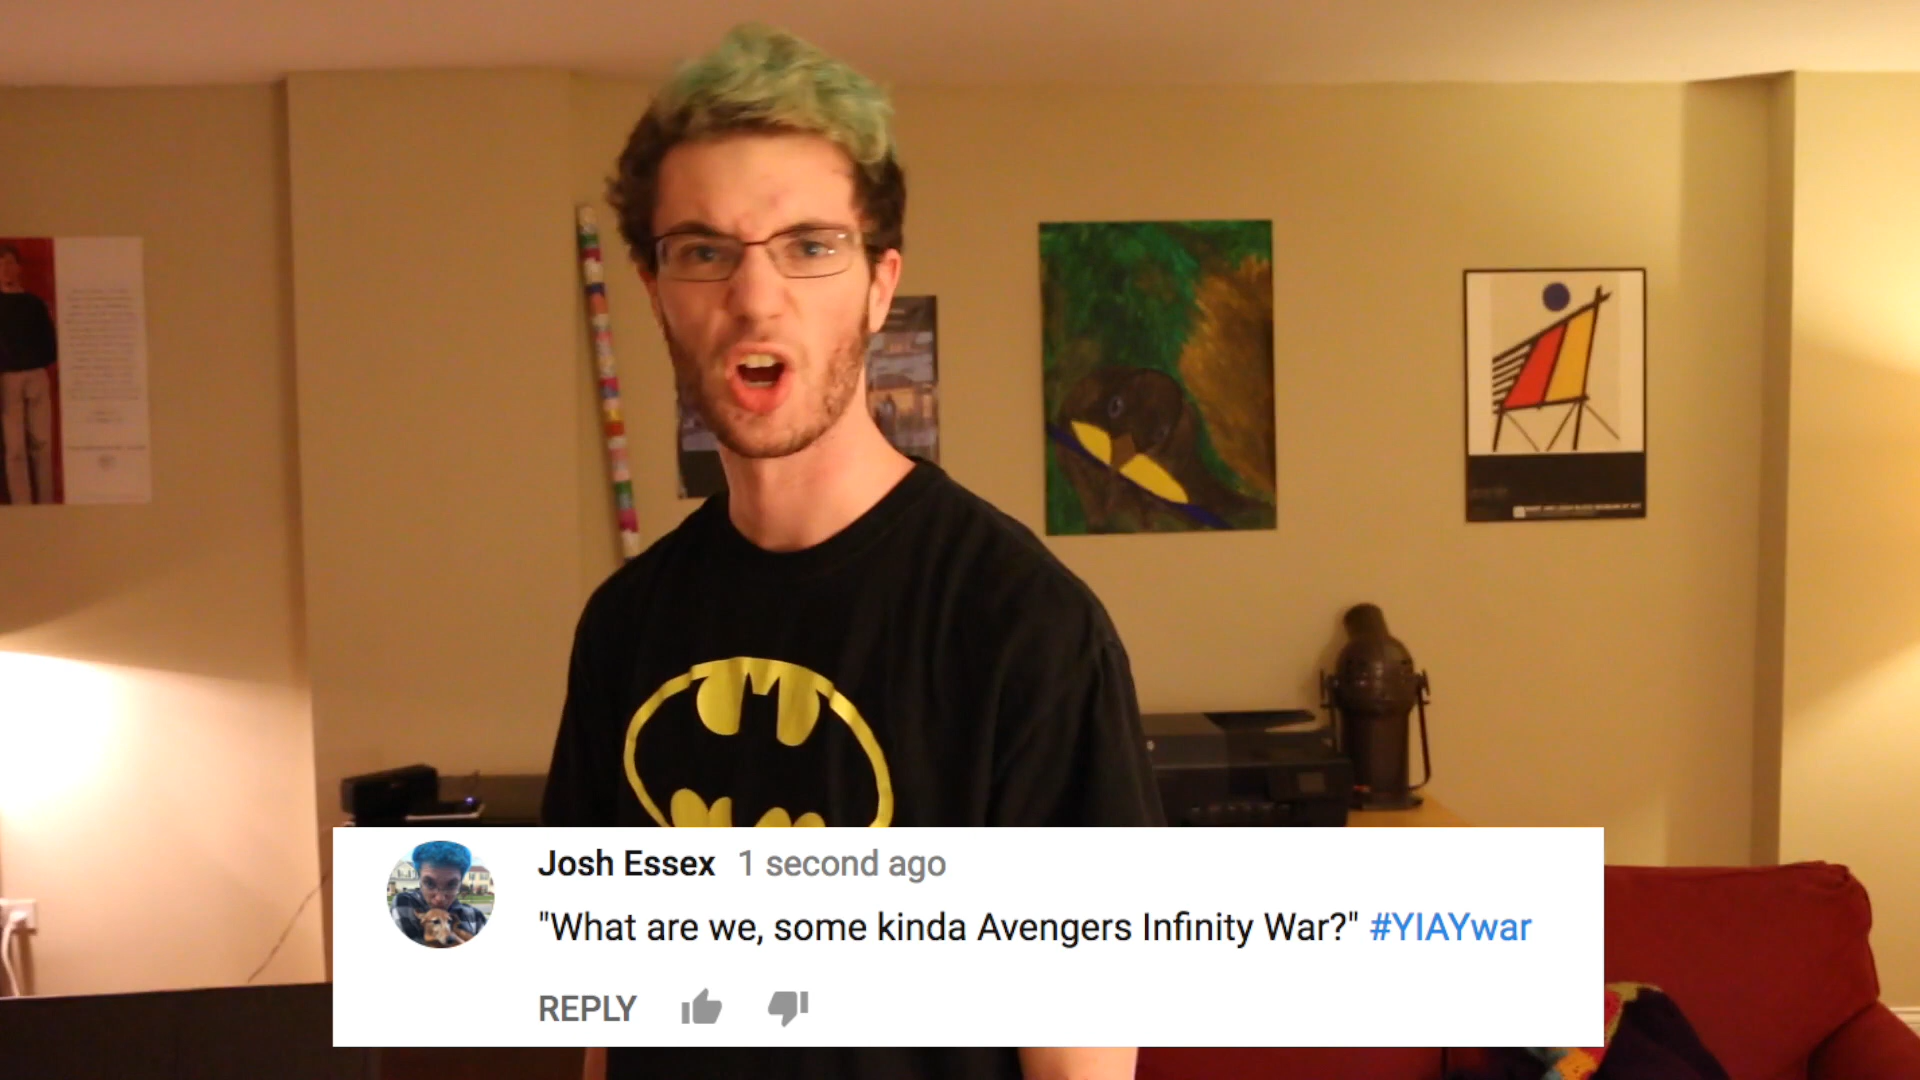 Josh Essex 1 second ago
"What are we, some kinda Avengers Infinity War?" #YIAYwar
REPLY